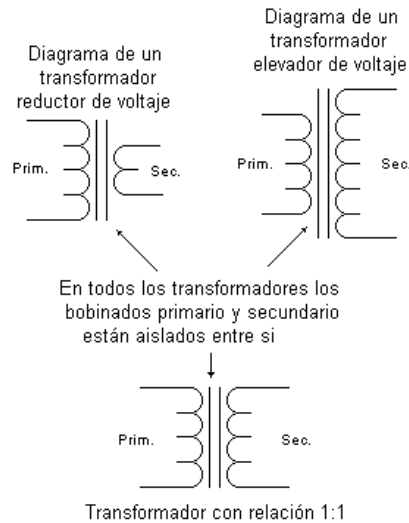 Diagrama de un
transformador
reductor de voltaje
Prim.
Sec.
Diagrama de un
transformador
elevador de voltaje
Prim.
Sec.
En todos los transformadores los
bobinados primario y secundario
están aislados entre si
Prim.
Sec.
Transformador con relación 1:1